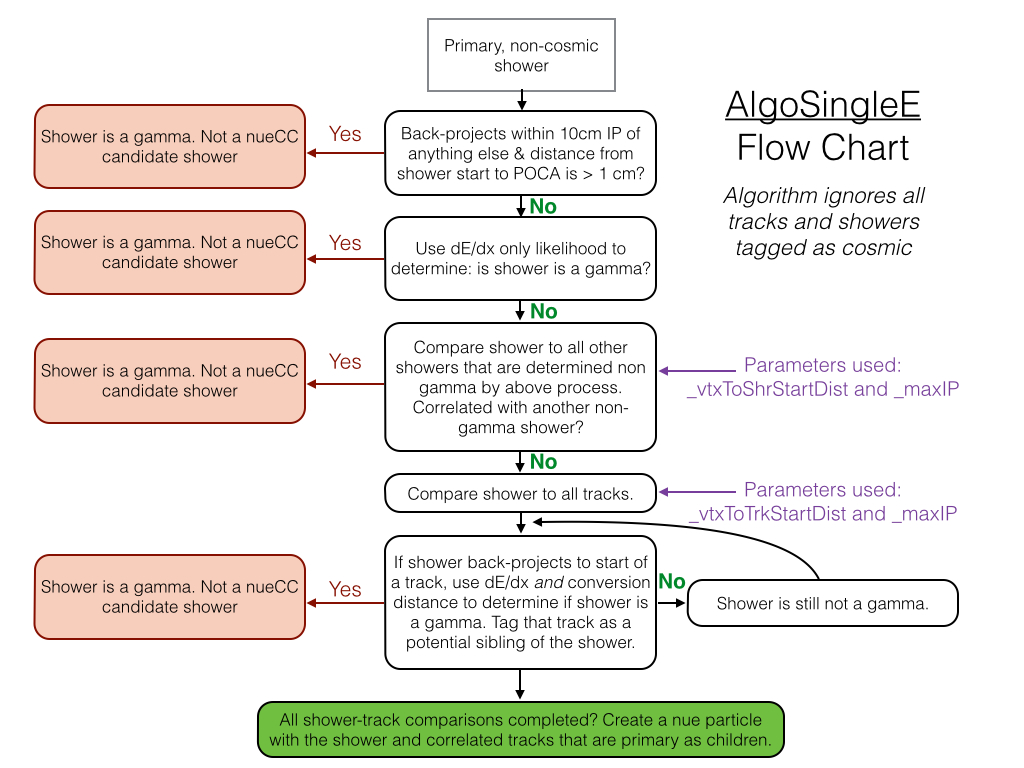 Primary, non-cosmic
shower
AlgoSingleE
Flow Chart
Algorithm ignores all
tracks and showers
tagged as cosmic
Back-projects within 10cm IP of
anything else & distance from
shower start to POCA is > 1 cm?
Yes
Shower is a gamma. Not a nueCC
candidate shower
No
Use dE/dx only likelihood to
determine: is shower is a gamma?
Yes
Shower is a gamma. Not a nueCC
candidate shower
No
Compare shower to all other
showers that are determined non
gamma by above process.
Correlated with another non-
gamma shower?
Yes
Shower is a gamma. Not a nueCC
candidate shower
Parameters used:
_vtxToShrStartDist and _maxIP
No
Compare shower to all tracks.
Parameters used:
_vtxToTrkStartDist and _maxIP
If shower back-projects to start of
a track, use dE/dx and conversion
distance to determine if shower is
a gamma. Tag that track as a
potential sibling of the shower.
Yes
Shower is a gamma. Not a nueCC
candidate shower
No
Shower is still not a gamma.
All shower-track comparisons completed? Create a nue particle
with the shower and correlated tracks that are primary as children.